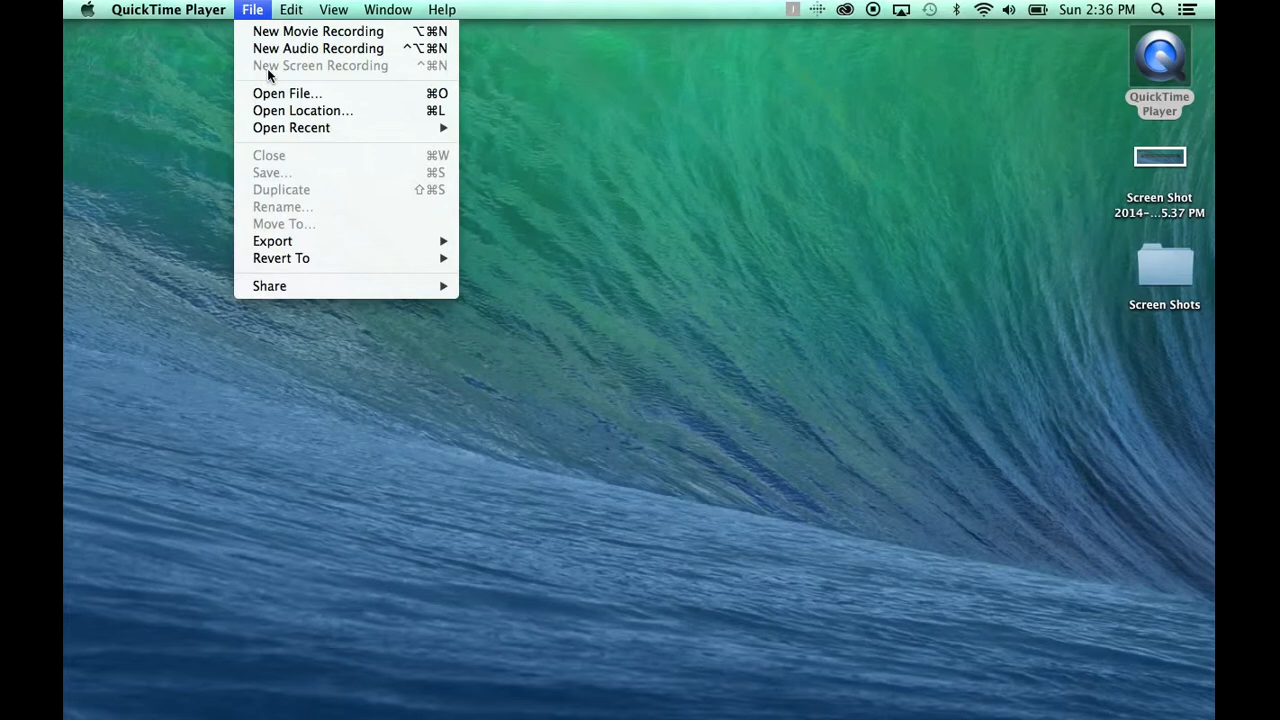 QuickTime Player File Edit View Window Help Sun 2:36 PM
New Movie Recording ⌥⌘N
New Audio Recording ^⌥⌘N
New Screen Recording ^⌘N
Open File... ⌘O
Open Location... ⌘L
Open Recent
Close ⌘W
Save... ⌘S
Duplicate ⇧⌘S
Rename...
Move To...
Export
Revert To
Share
QuickTime
Player
Screen Shot
2014-...5.37 PM
Screen Shots